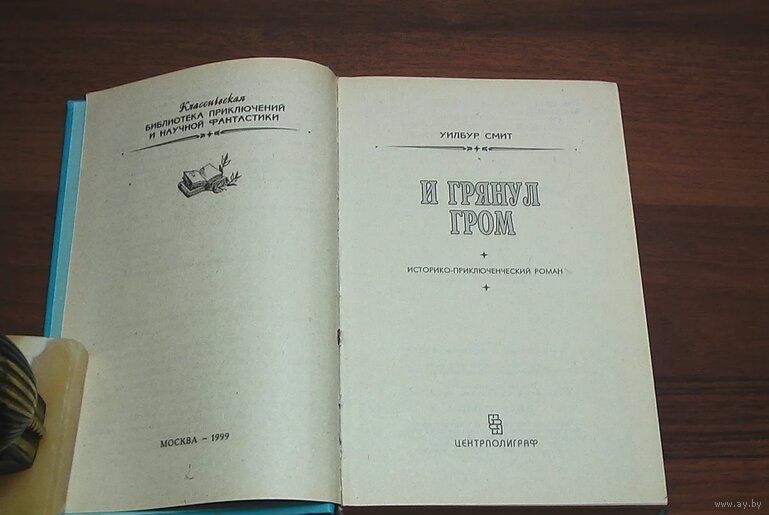 Классическая
БИБЛИОТЕКА ПРИКЛЮЧЕНИЙ
И НАУЧНОЙ ФАНТАСТИКИ
МОСКВА – 1999
УИЛБУР СМИТ
И ГРЯНУЛ
ГРОМ
ИСТОРИКО-ПРИКЛЮЧЕНЧЕСКИЙ РОМАН
ЦЕНТРПОЛИГРАФ
www.ay.by